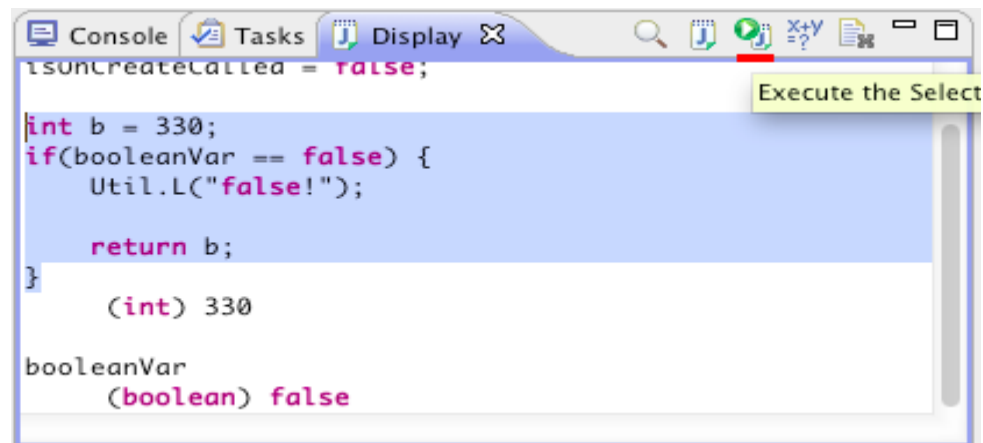 Console Tasks Display
x+y
=?
Execute the Select
isOnCreateCalled = false;
int b = 330;
if(booleanVar == false) {
Util.L("false!");
return b;
}
(int) 330
booleanVar
(boolean) false